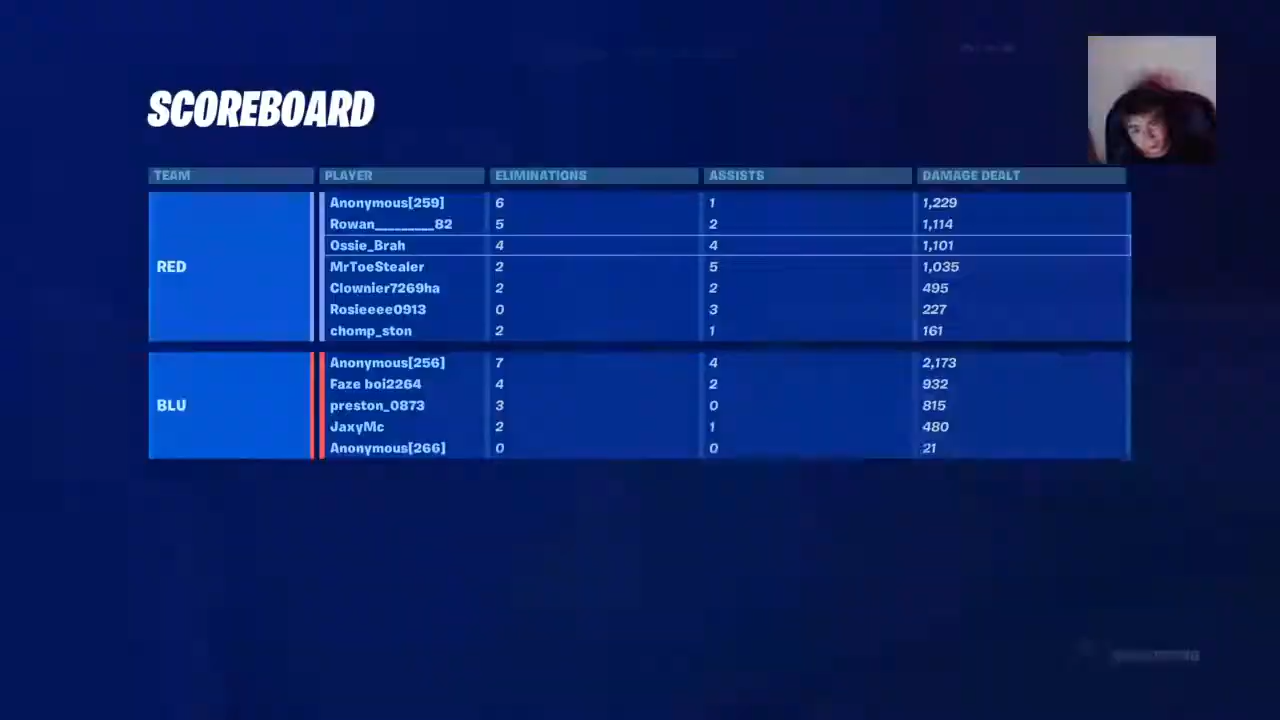 SCOREBOARD
TEAM PLAYER ELIMINATIONS ASSISTS DAMAGE DEALT
RED
Anonymous[259] 6 1 1,229
Rowan________82 5 2 1,114
Ossie_Brah 4 4 1,101
MrToeStealer 2 5 1,035
Clownier7269ha 2 2 495
Rosieeee0913 0 3 227
chomp_ston 2 1 161
BLU
Anonymous[256] 7 4 2,173
Faze boi2264 4 2 932
preston_0873 3 0 815
JaxyMc 2 1 480
Anonymous[266] 0 0 21